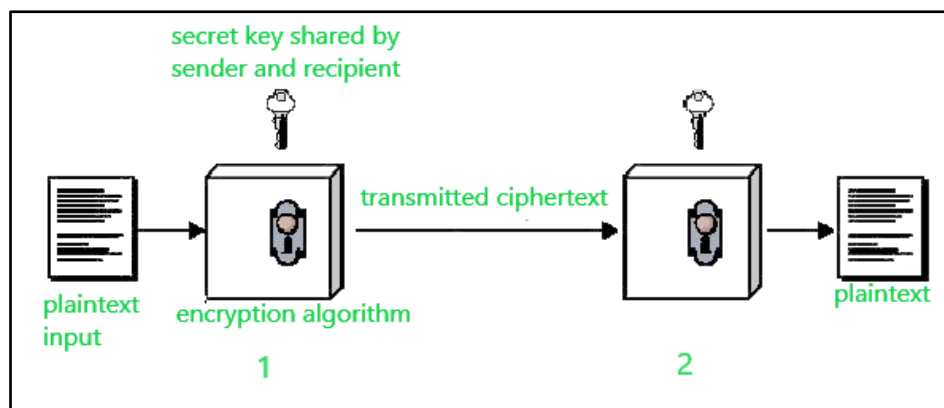 secret key shared by
sender and recipient
transmitted ciphertext
plaintext
input
encryption algorithm
plaintext
1
2